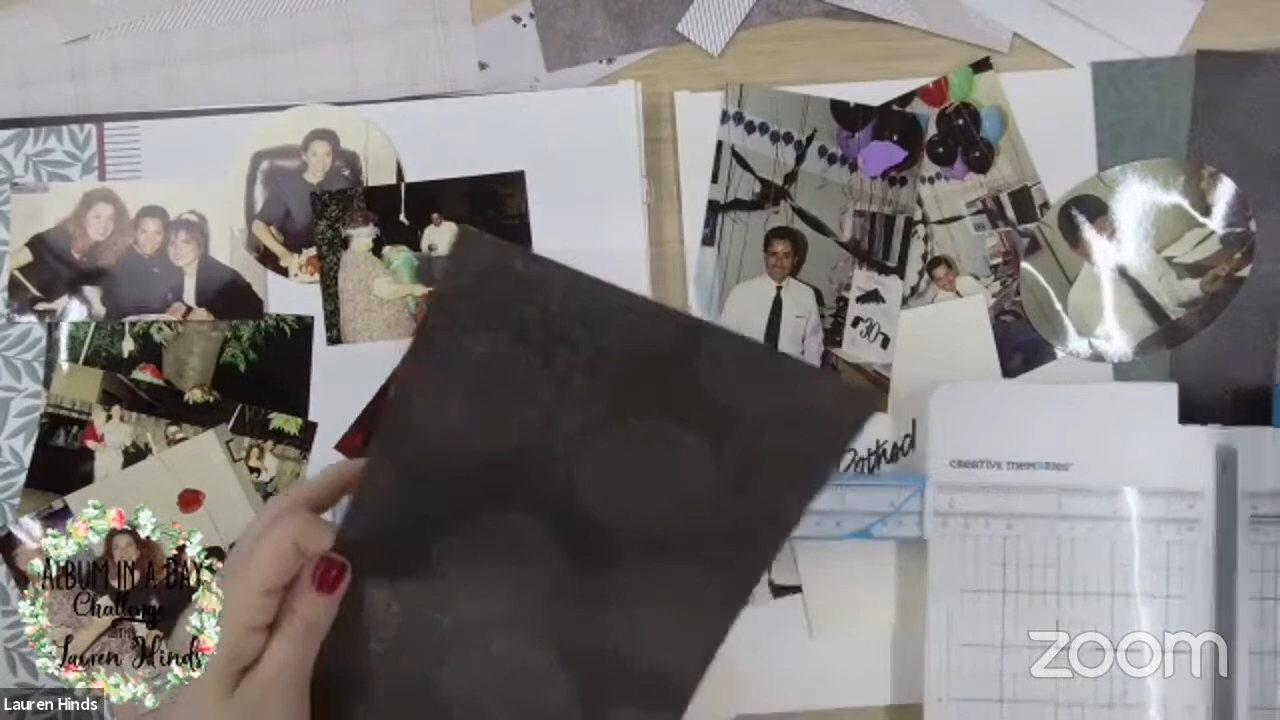 30
creative memories
ALBUM IN A DAY
Challenge
Lauren Hinds
zoom
Lauren Hinds